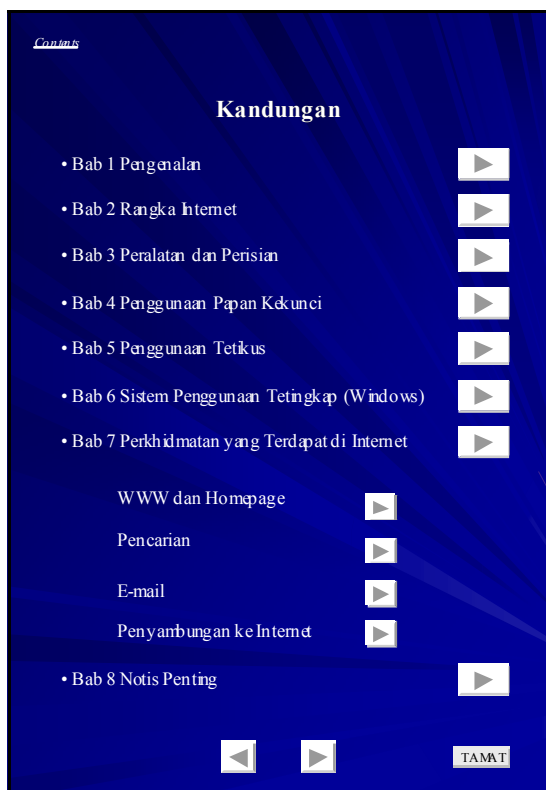 Contents
Kandungan
• Bab 1 Pengenalan
• Bab 2 Rangka Internet
• Bab 3 Peralatan dan Perisian
• Bab 4 Penggunaan Papan Kekunci
• Bab 5 Penggunaan Tetikus
• Bab 6 Sistem Penggunaan Tetingkap (Windows)
• Bab 7 Perkhidmatan yang Terdapat di Internet
WWW dan Homepage
Pencarian
E-mail
Penyambungan ke Internet
• Bab 8 Notis Penting
TAMAT